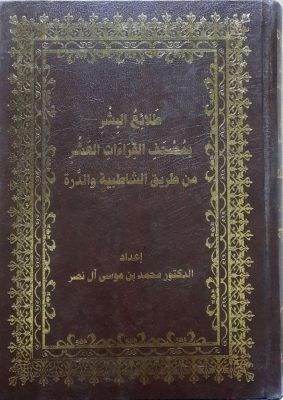 طلائع البشر
بمصحف القراءات العشر
من طريق الشاطبية والدرة
إعداد
الدكتور محمد بن موسى آل نصر